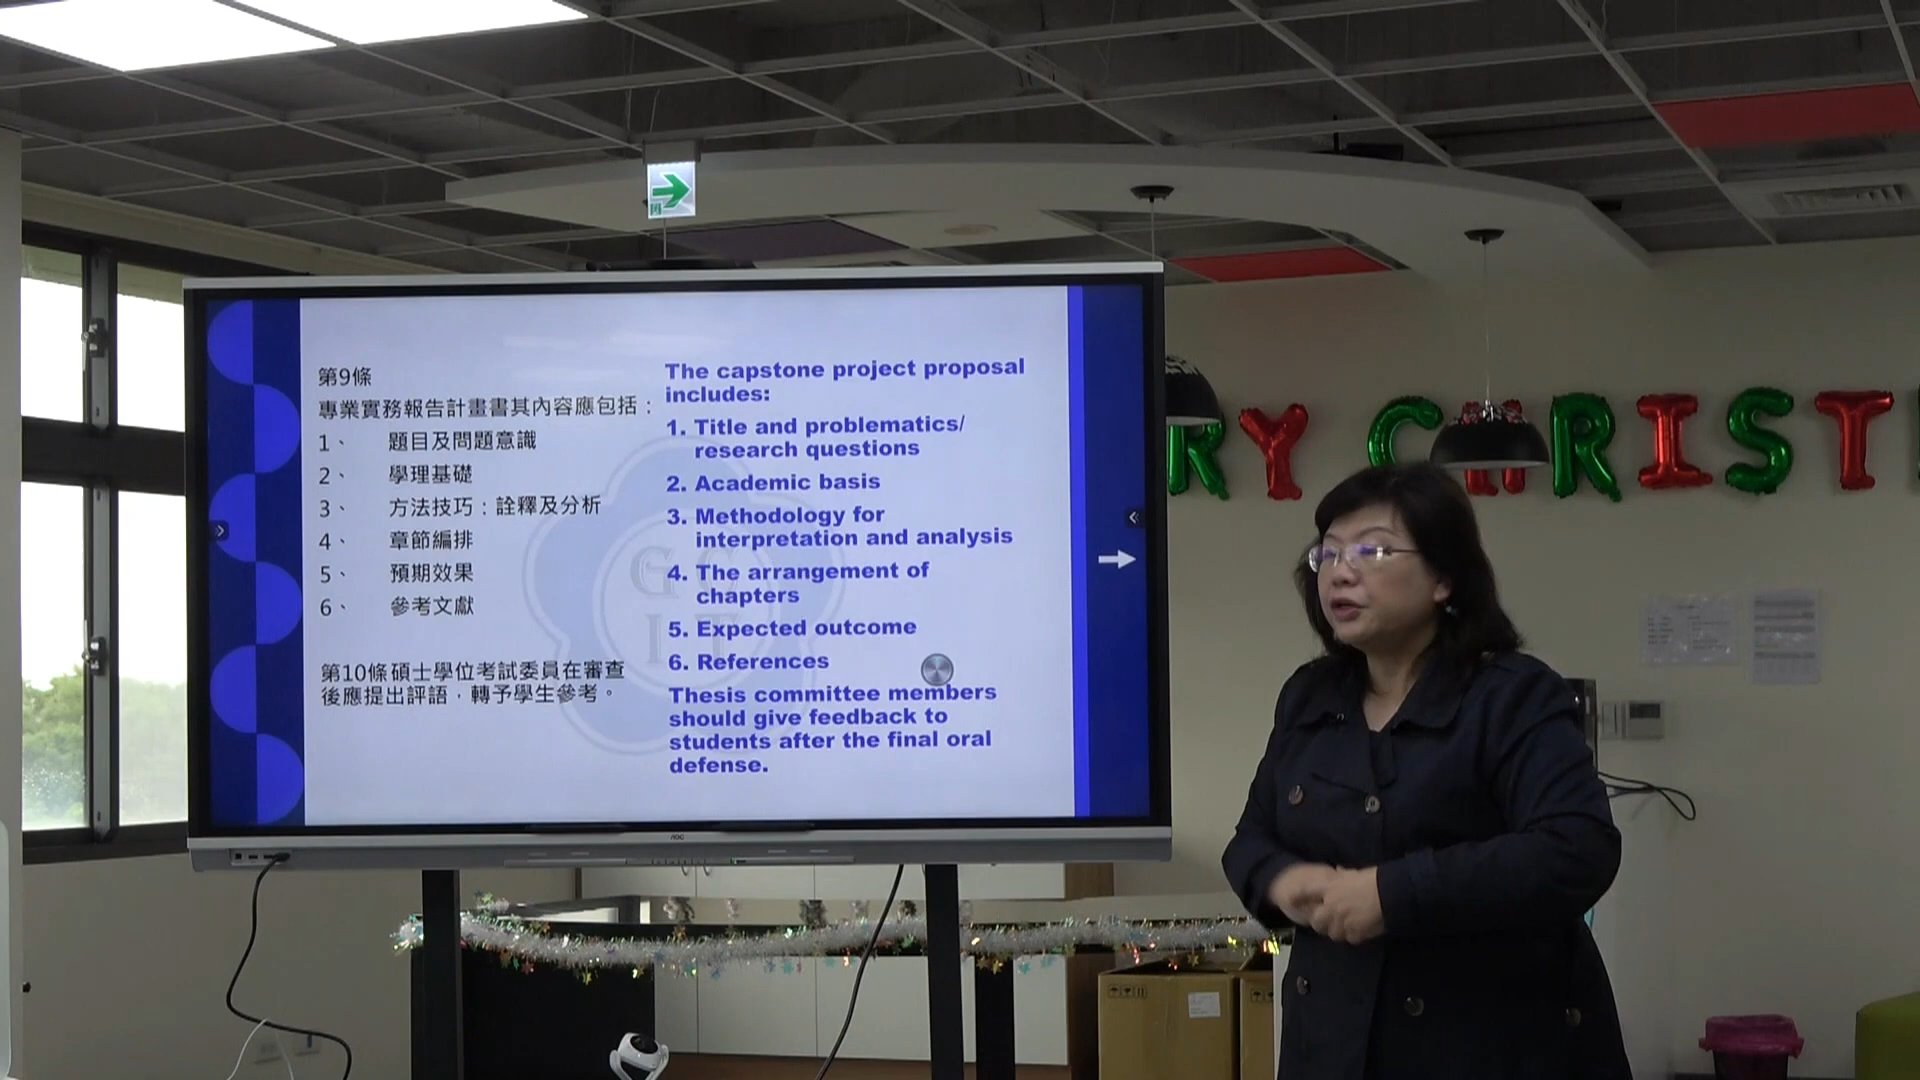 第9條
專業實務報告計畫書其內容應包括：
1、 題目及問題意識
2、 學理基礎
3、 方法技巧：詮釋及分析
4、 章節編排
5、 預期效果
6、 參考文獻
第10條碩士學位考試委員在審查
後應提出評語，轉予學生參考。
The capstone project proposal
includes:
1. Title and problematics/
research questions
2. Academic basis
3. Methodology for
interpretation and analysis
4. The arrangement of
chapters
5. Expected outcome
6. References
Thesis committee members
should give feedback to
students after the final oral
defense.
RY CHRIST